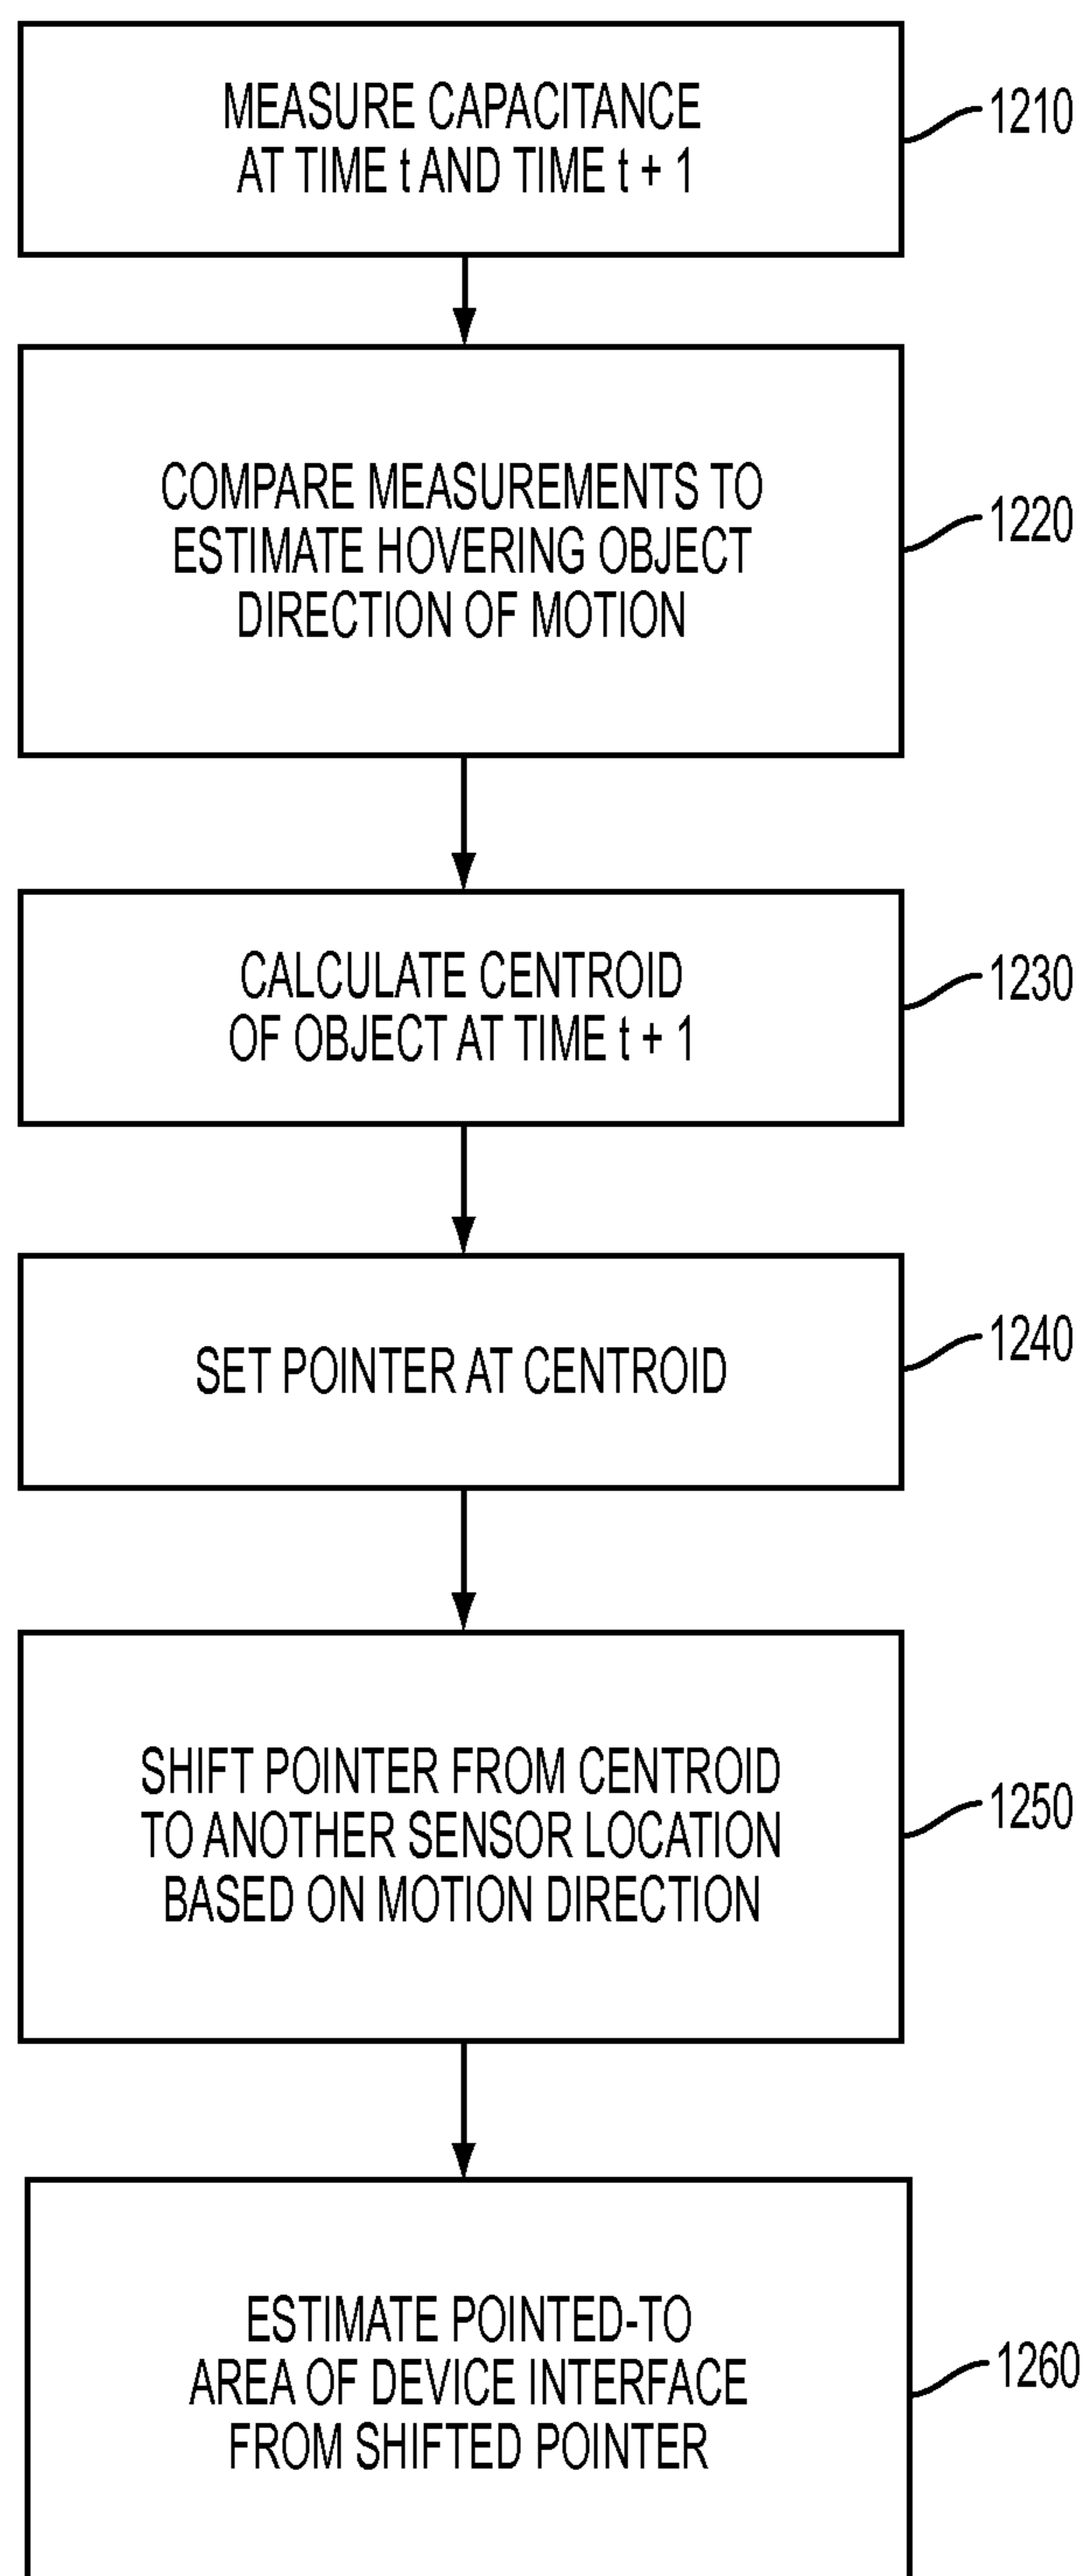 MEASURE CAPACITANCE
AT TIME t AND TIME t + 1
1210
COMPARE MEASUREMENTS TO
ESTIMATE HOVERING OBJECT
DIRECTION OF MOTION
1220
CALCULATE CENTROID
OF OBJECT AT TIME t + 1
1230
SET POINTER AT CENTROID
1240
SHIFT POINTER FROM CENTROID
TO ANOTHER SENSOR LOCATION
BASED ON MOTION DIRECTION
1250
ESTIMATE POINTED-TO
AREA OF DEVICE INTERFACE
FROM SHIFTED POINTER
1260